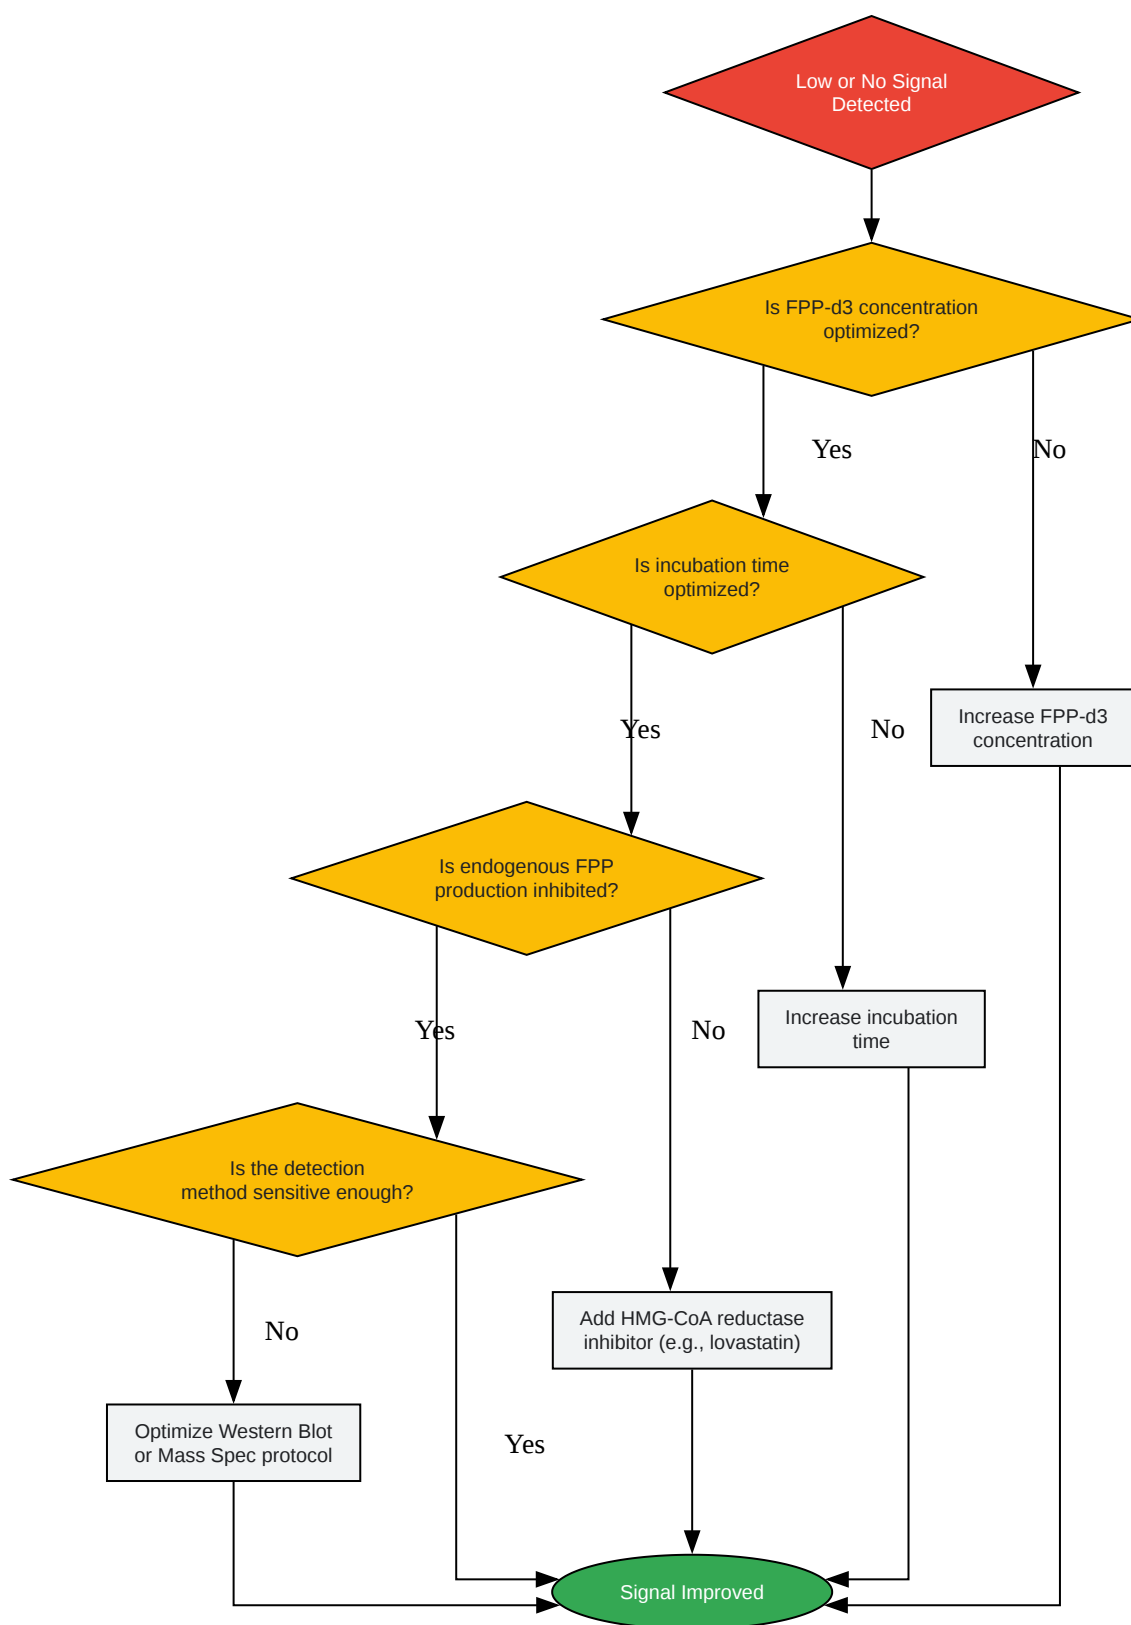 Low or No Signal
Detected
Is FPP-d3 concentration
optimized?
Yes
No
Is incubation time
optimized?
Yes
No
Increase FPP-d3
concentration
Is endogenous FPP
production inhibited?
Yes
No
Increase incubation
time
Is the detection
method sensitive enough?
No
Add HMG-CoA reductase
inhibitor (e.g., lovastatin)
Optimize Western Blot
or Mass Spec protocol
Yes
Signal Improved